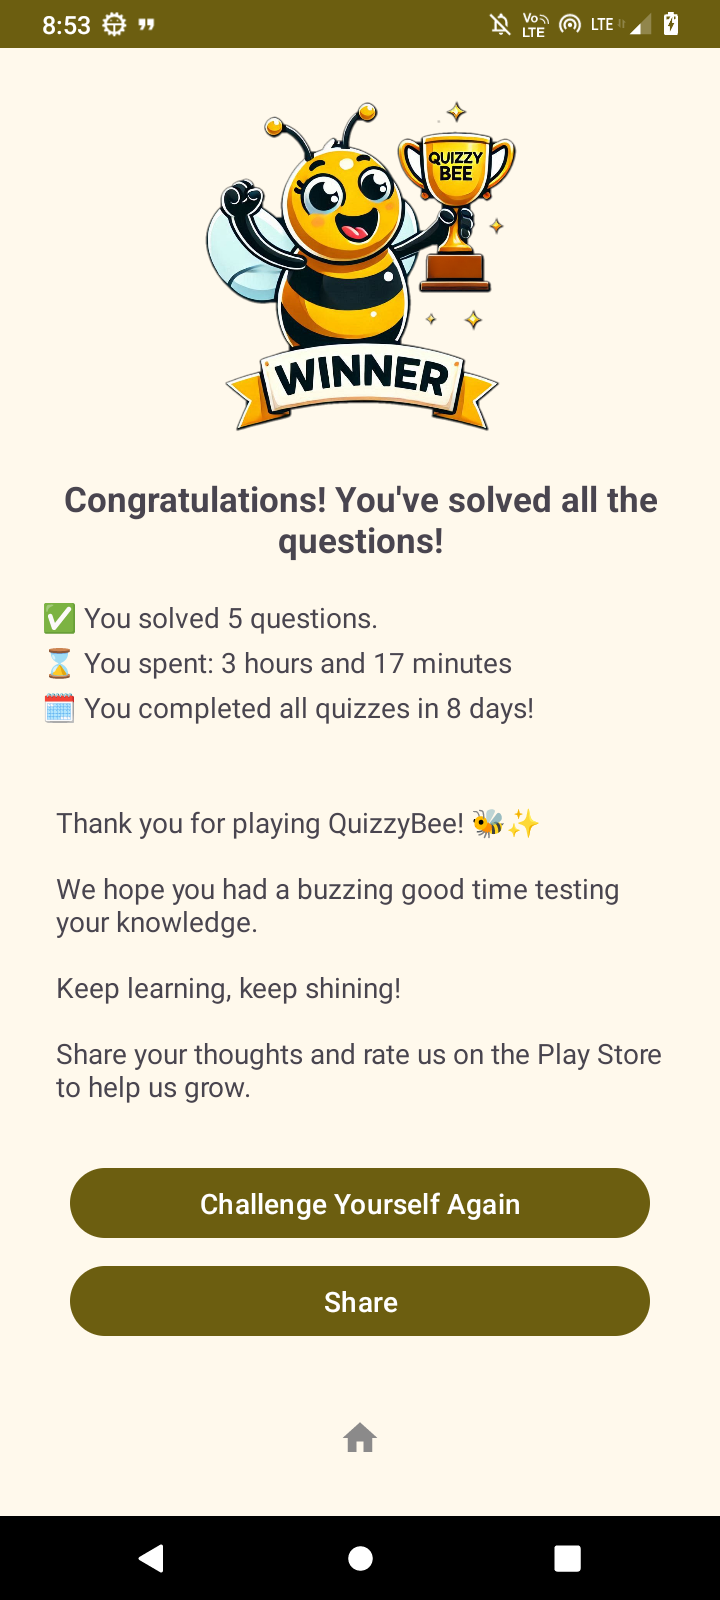 8:53
Vo LTE
LTE
QUIZZY
BEE
WINNER
Congratulations! You've solved all the
questions!
✅ You solved 5 questions.
⌛ You spent: 3 hours and 17 minutes
🗓️ You completed all quizzes in 8 days!
Thank you for playing QuizzyBee! 🐝✨
We hope you had a buzzing good time testing
your knowledge.
Keep learning, keep shining!
Share your thoughts and rate us on the Play Store
to help us grow.
Challenge Yourself Again
Share